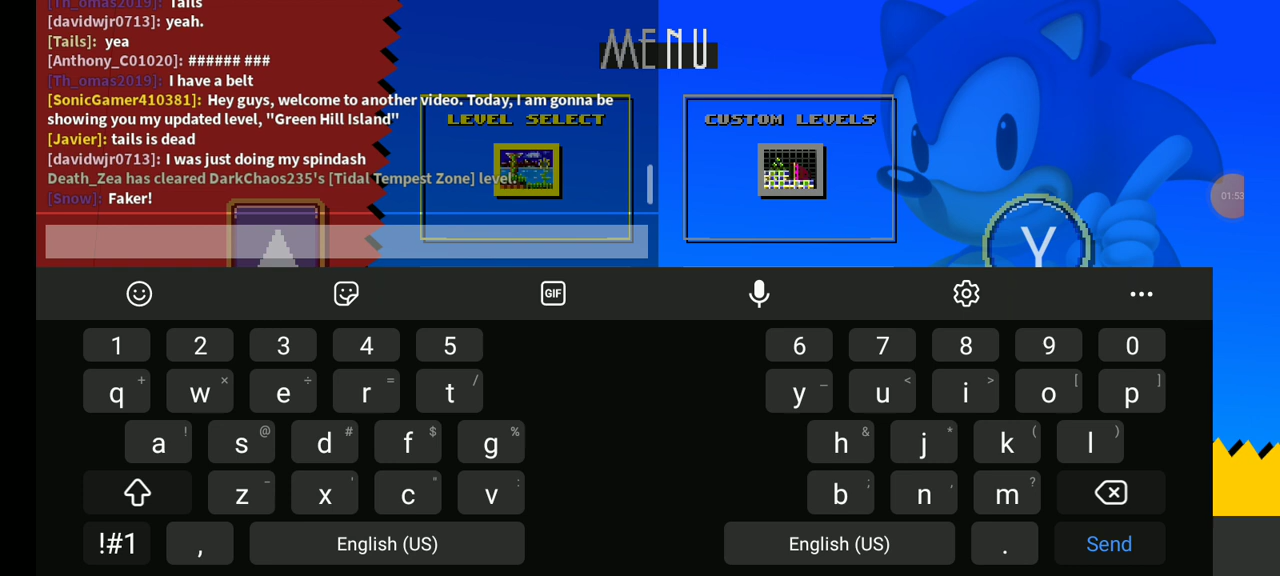 [Th_omas2019]: Tails
[davidwjr0713]: yeah.
[Tails]: yea
[Anthony_C01020]: ###### ###
[Th_omas2019]: I have a belt
[SonicGamer410381]: Hey guys, welcome to another video. Today, I am gonna be
showing you my updated level, "Green Hill Island"
[Javier]: tails is dead
[davidwjr0713]: I was just doing my spindash
Death_Zea has cleared DarkChaos235's [Tidal Tempest Zone] level.
[Snow]: Faker!
MENU
LEVEL SELECT
CUSTOM LEVELS
01:53
Y
GIF
1 2 3 4 5 6 7 8 9 0
q + w × e ÷ r = t / y _ u < i > o [ p ]
a ! s @ d # f $ g % h & j * k ( l )
z - x ' c " v : b ; n , m ?
!#1 , English (US) English (US) . Send